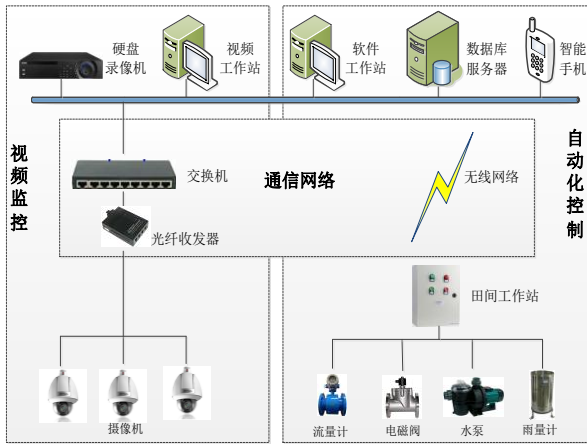 硬盘
录像机
视频
工作站
软件
工作站
数据库
服务器
智能
手机
视频监控
自动化控制
交换机
通信网络
无线网络
光纤收发器
田间工作站
摄像机
流量计
电磁阀
水泵
雨量计